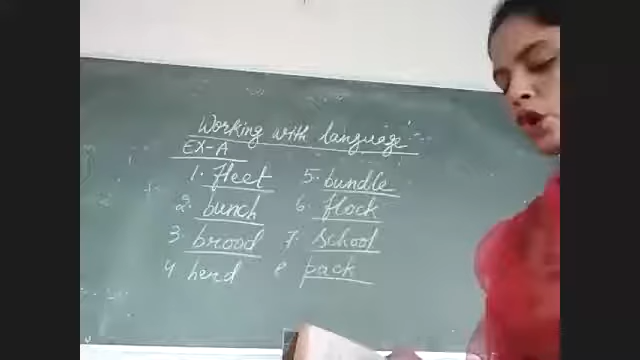 Working with language:-
EX-A
1. fleet 5. bundle
2. bunch 6. flock
3. brood 7. school
4 herd 8 pack